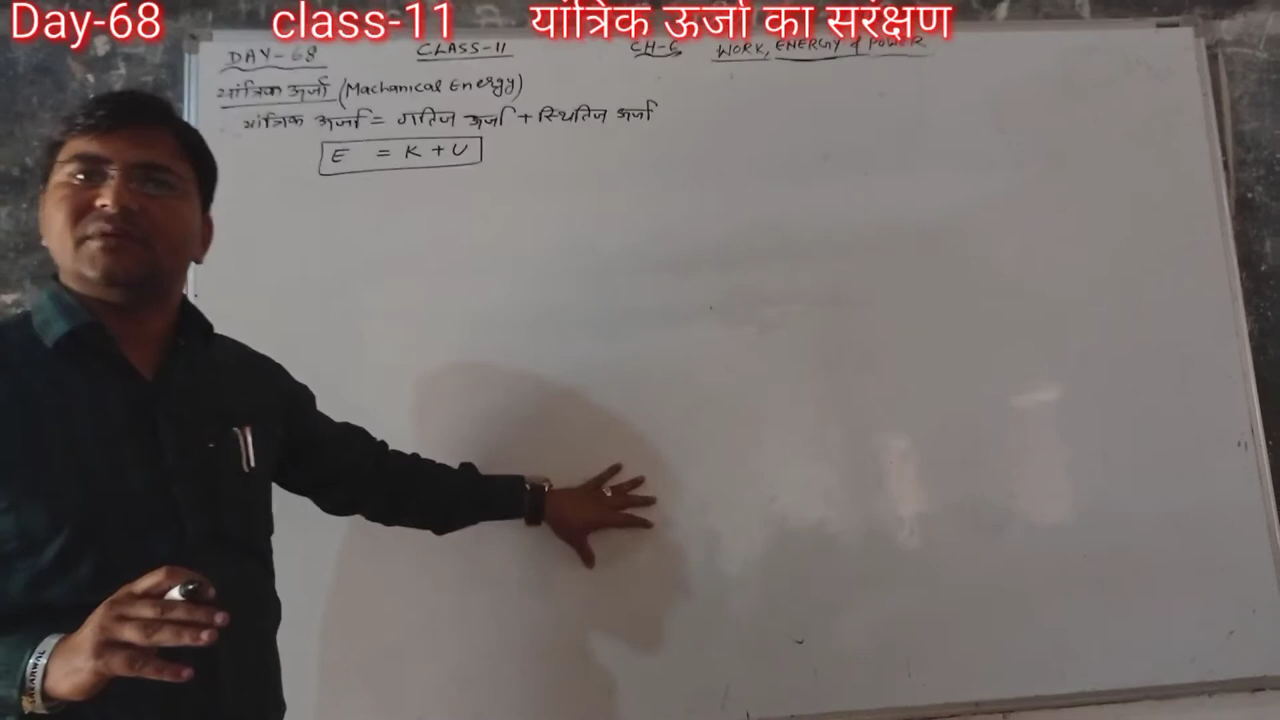 Day-68 class-11 यांत्रिक ऊर्जा का सरंक्षण
DAY-68 CLASS-11 CH-6 WORK, ENERGY & POWER
यांत्रिक ऊर्जा (Machanical Energy)
यांत्रिक ऊर्जा = गतिज ऊर्जा + स्थितिज ऊर्जा
E = K + U